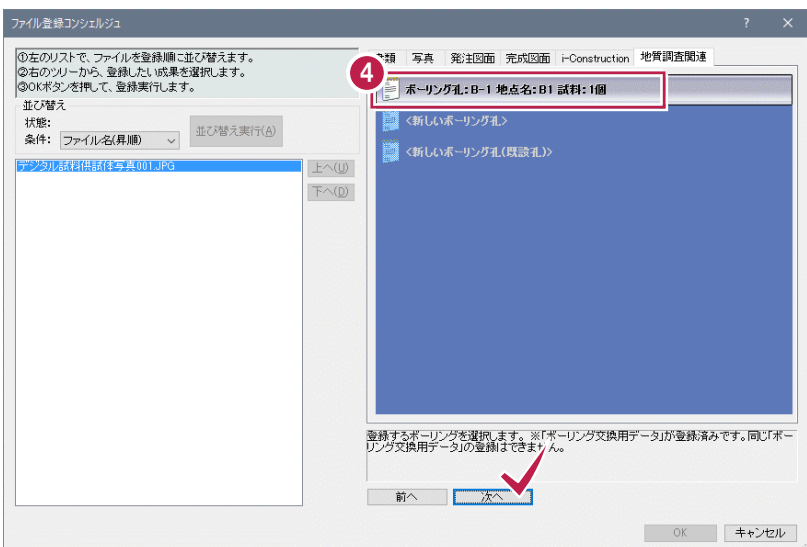 ファイル登録コンシェルジュ
①左のリストで、ファイルを登録順に並び替えます。
②右のツリーから、登録したい成果を選択します。
③OKボタンを押して、登録実行します。
並び替え
状態:
条件: ファイル名(昇順)
並び替え実行(A)
デジタル試料供試体写真001.JPG
上へ(U)
下へ(D)
類 写真 発注図面 完成図面 i-Construction 地質調査関連
4
ボーリング孔:B-1 地点名:B1 試料:1個
<新しいボーリング孔>
<新しいボーリング孔(既設孔)>
登録するボーリングを選択します。※「ボーリング交換用データ」が登録済みです。同じ「ボー
リング交換用データ」の登録はできません。
前へ 次へ
OK キャンセル